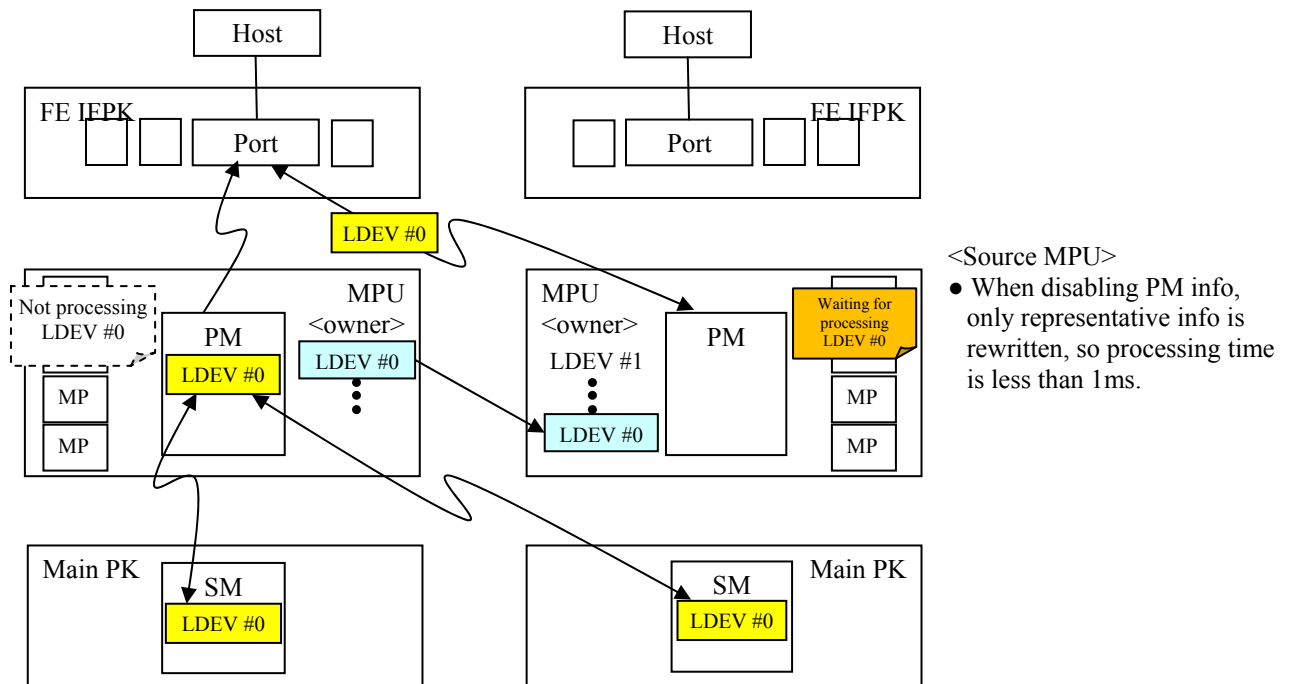 Host
Host
FE IFPK
Port
FE IFPK
Port
LDEV #0
<Source MPU>
● When disabling PM info,
only representative info is
rewritten, so processing time
is less than 1ms.
Not processing
LDEV #0
MP
MP
PM
LDEV #0
MPU
<owner>
LDEV #0
MPU
<owner>
LDEV #1
LDEV #0
PM
Waiting for
processing
LDEV #0
MP
MP
Main PK
SM
LDEV #0
SM
LDEV #0
Main PK